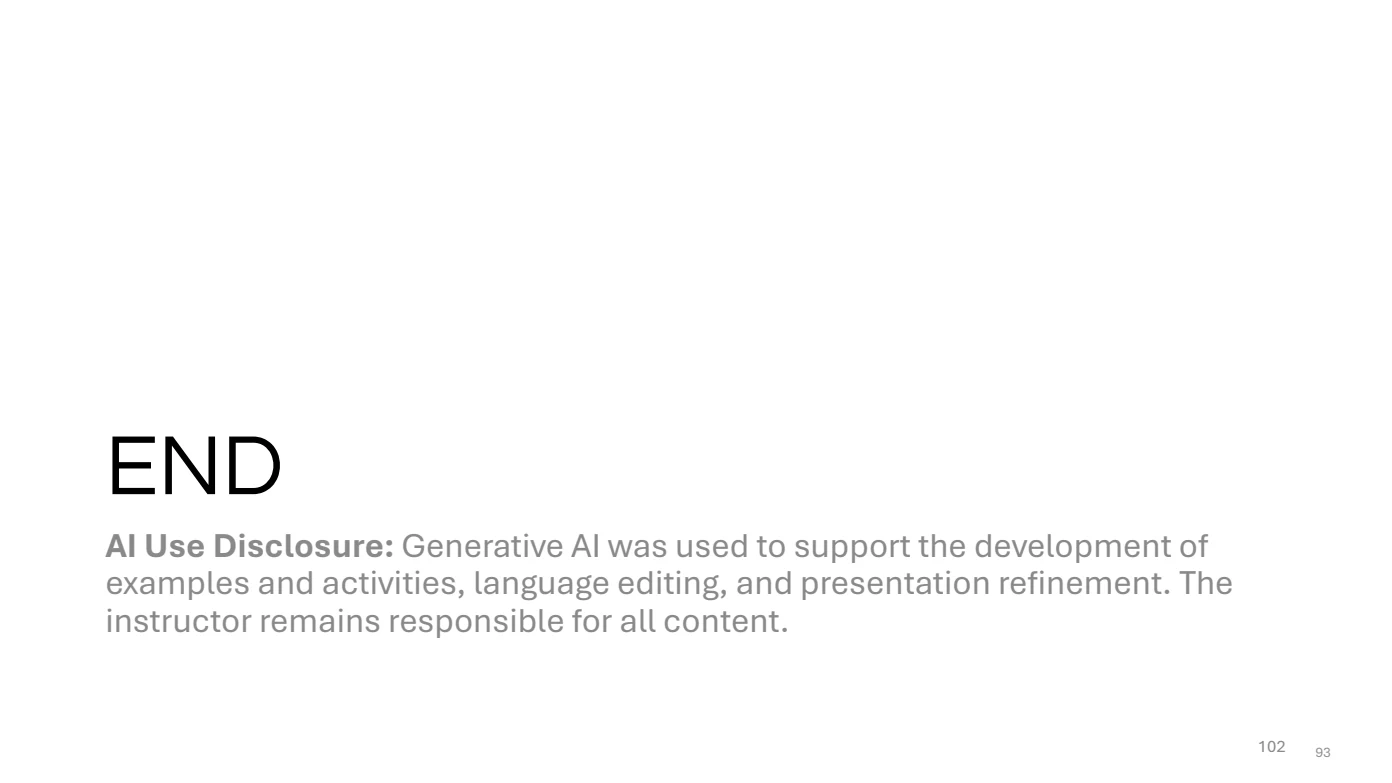 END
AI Use Disclosure: Generative AI was used to support the development of
examples and activities, language editing, and presentation refinement. The
instructor remains responsible for all content.
102
93